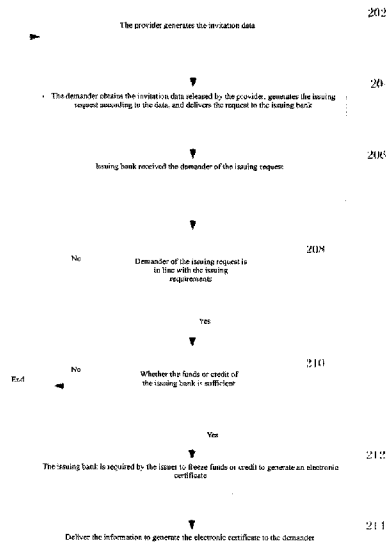 202
The provider generates the invitation data
204
The demander obtains the invitation data released by the provider, generates the issuing
request according to the data, and delivers the request to the issuing bank
206
Issuing bank received the demander of the issuing request
208
No
Demander of the issuing request is
in line with the issuing
requirements
Yes
210
No
Whether the funds or credit of
the issuing bank is sufficient
End
Yes
212
The issuing bank is required by the issuer to freeze funds or credit to generate an electronic
certificate
214
Deliver the information to generate the electronic certificate to the demander